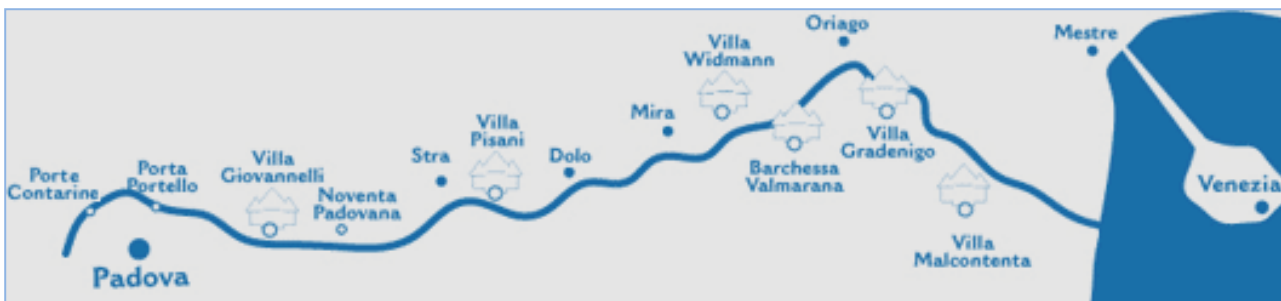 Porte
Contarine
Porta
Portello
Padova
Villa
Giovannelli
Noventa
Padovana
Stra
Villa
Pisani
Dolo
Mira
Villa
Widmann
Barchessa
Valmarana
Oriago
Villa
Gradenigo
Villa
Malcontenta
Mestre
Venezia